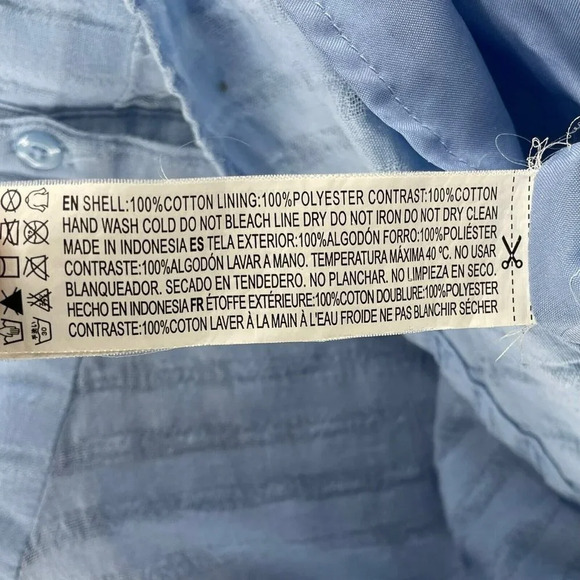 EN SHELL:100%COTTON LINING:100%POLYESTER CONTRAST:100%COTTON
HAND WASH COLD DO NOT BLEACH LINE DRY DO NOT IRON DO NOT DRY CLEAN
MADE IN INDONESIA ES TELA EXTERIOR:100%ALGODÓN FORRO:100%POLIÉSTER
CONTRASTE:100%ALGODÓN LAVAR A MANO. TEMPERATURA MÁXIMA 40 ºC. NO USAR
BLANQUEADOR. SECADO EN TENDEDERO. NO PLANCHAR. NO LIMPIEZA EN SECO.
HECHO EN INDONESIA FR ÉTOFFE EXTÉRIEURE:100%COTON DOUBLURE:100%POLYESTER
CONTRASTE:100%COTON LAVER À LA MAIN À L'EAU FROIDE NE PAS BLANCHIR SÉCHER